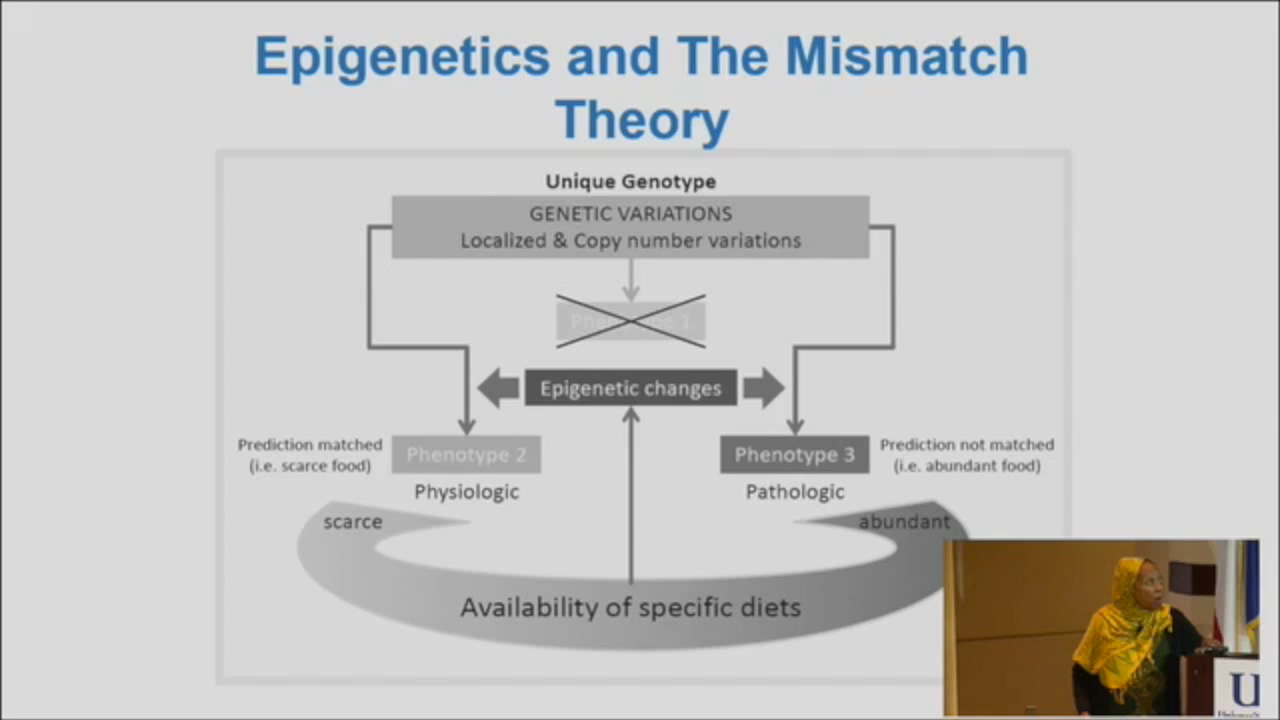 Epigenetics and The Mismatch
Theory
Unique Genotype
GENETIC VARIATIONS
Localized & Copy number variations
Epigenetic changes
Prediction matched
(i.e. scarce food)
Phenotype 2
Physiologic
Phenotype 3
Pathologic
Prediction not matched
(i.e. abundant food)
scarce
abundant
Availability of specific diets
U